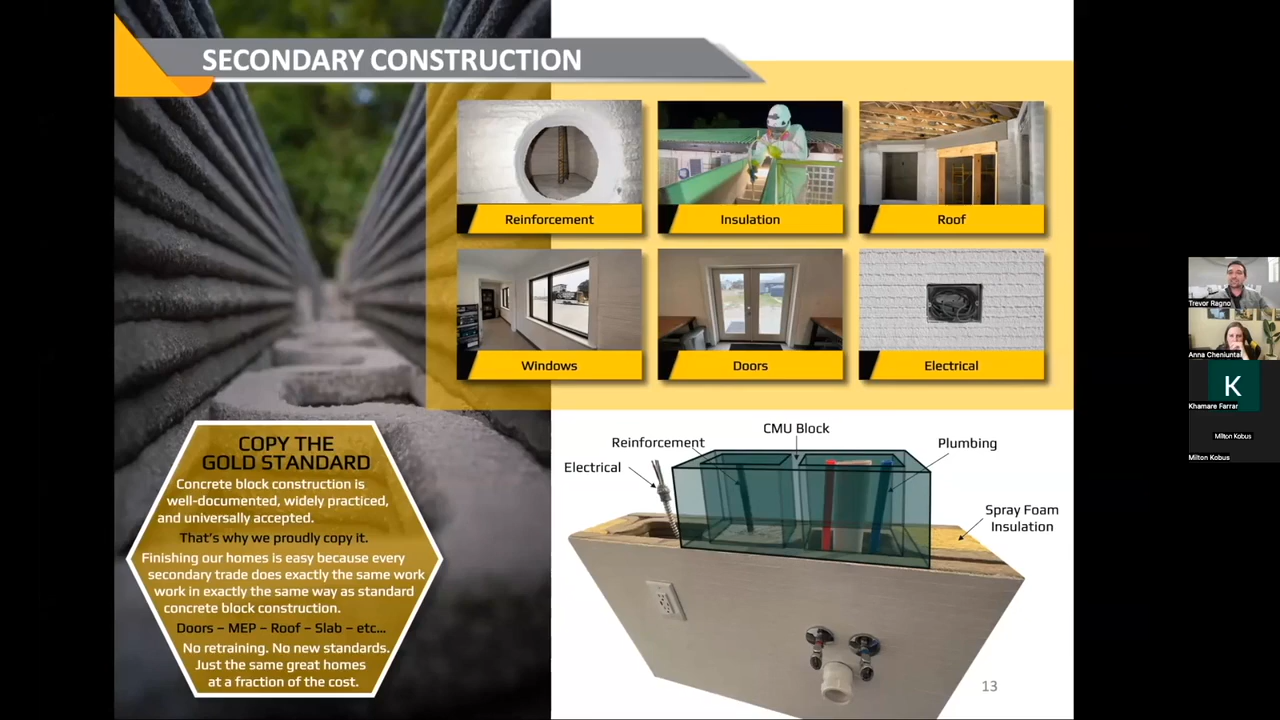 SECONDARY CONSTRUCTION
Reinforcement
Insulation
Roof
Windows
Doors
Electrical
COPY THE
GOLD STANDARD
Concrete block construction is
well-documented, widely practiced,
and universally accepted.
That's why we proudly copy it.
Finishing our homes is easy because every
secondary trade does exactly the same work
work in exactly the same way as standard
concrete block construction.
Doors – MEP – Roof – Slab – etc...
No retraining. No new standards.
Just the same great homes
at a fraction of the cost.
CMU Block
Reinforcement
Plumbing
Electrical
Spray Foam
Insulation
13
Trevor Ragno
Anna Cheniuntai
K
Khamare Farrar
Milton Kobus
Milton Kobus